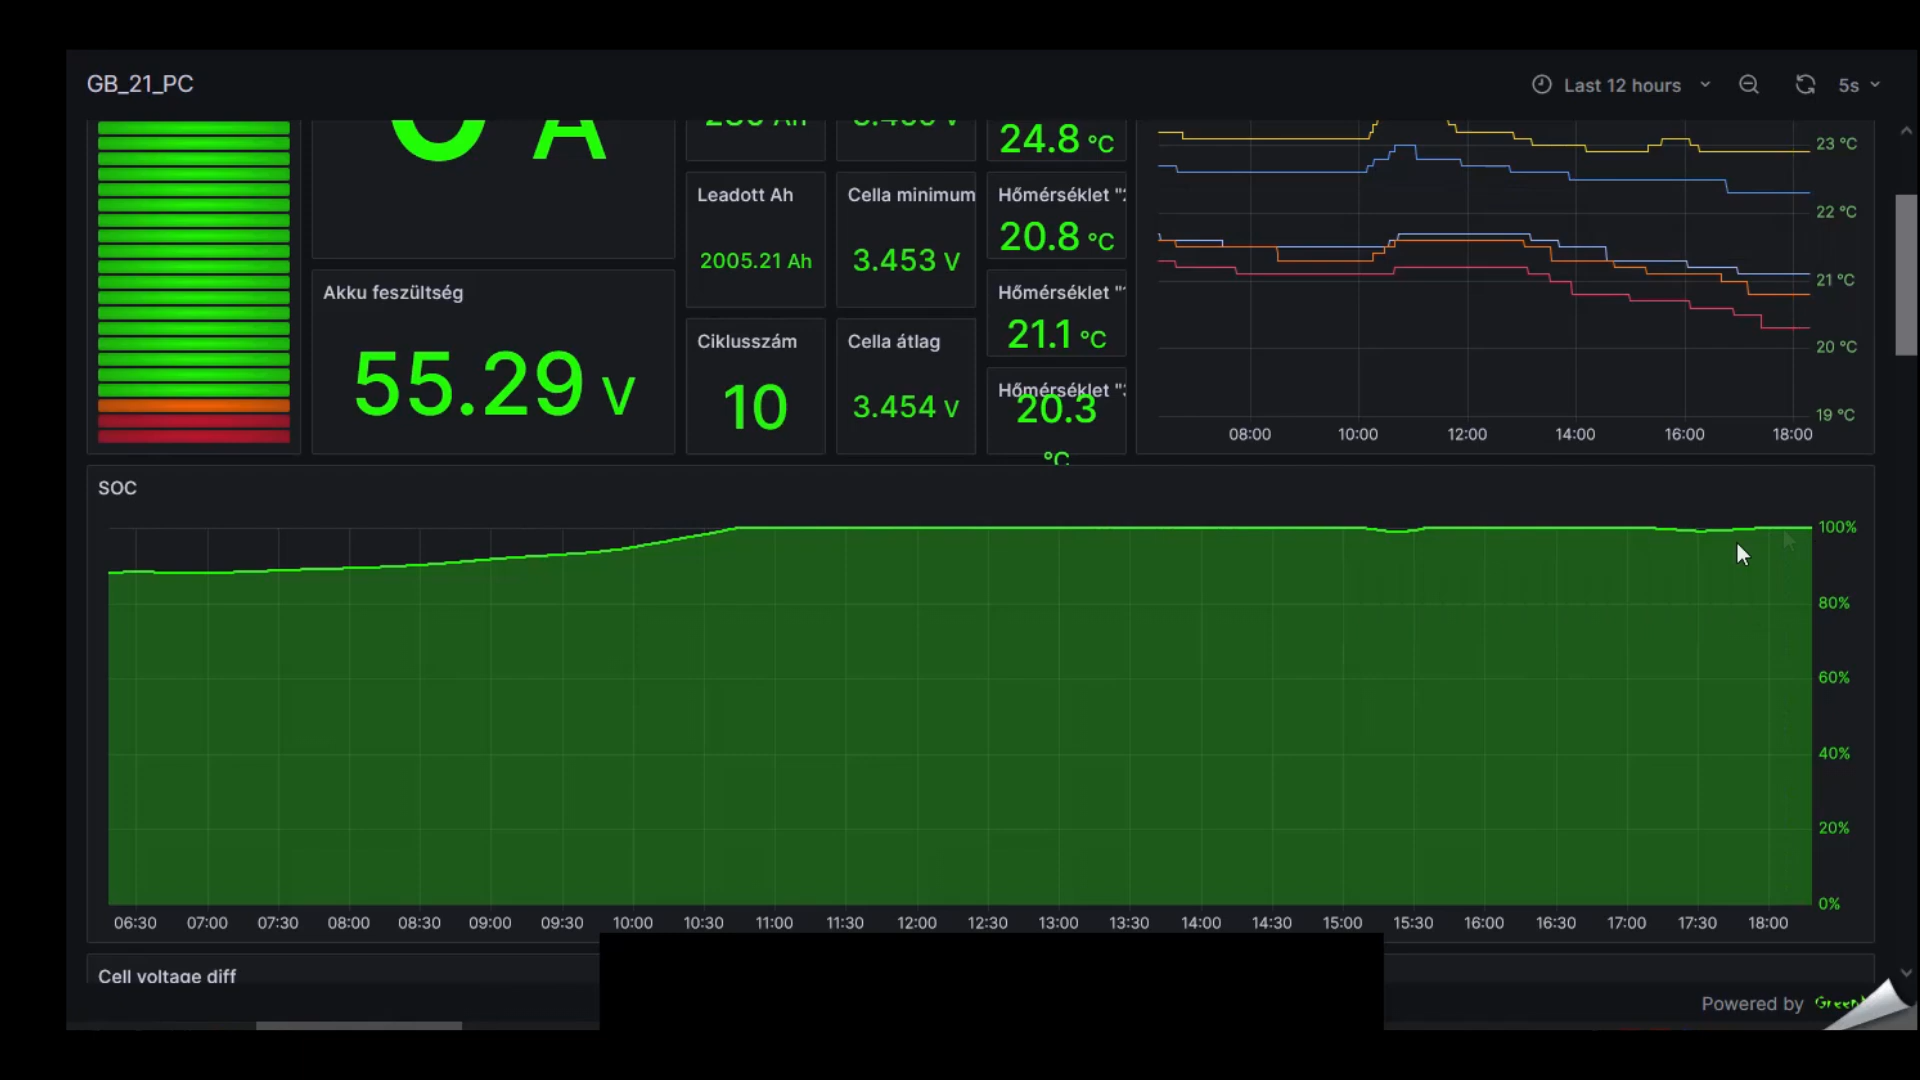 GB_21_PC
Last 12 hours
5s
A
24.8 °C
Leadott Ah
2005.21 Ah
Cella minimum
3.453 V
Hőmérséklet "
20.8 °C
Hőmérséklet "
21.1 °C
Akku feszültség
55.29 V
Ciklusszám
10
Cella átlag
3.454 V
Hőmérséklet "
20.3
°C
23 °C
22 °C
21 °C
20 °C
19 °C
08:00 10:00 12:00 14:00 16:00 18:00
SOC
100%
80%
60%
40%
20%
0%
06:30 07:00 07:30 08:00 08:30 09:00 09:30 10:00 10:30 11:00 11:30 12:00 12:30 13:00 13:30 14:00 14:30 15:00 15:30 16:00 16:30 17:00 17:30 18:00
Cell voltage diff
Powered by Green